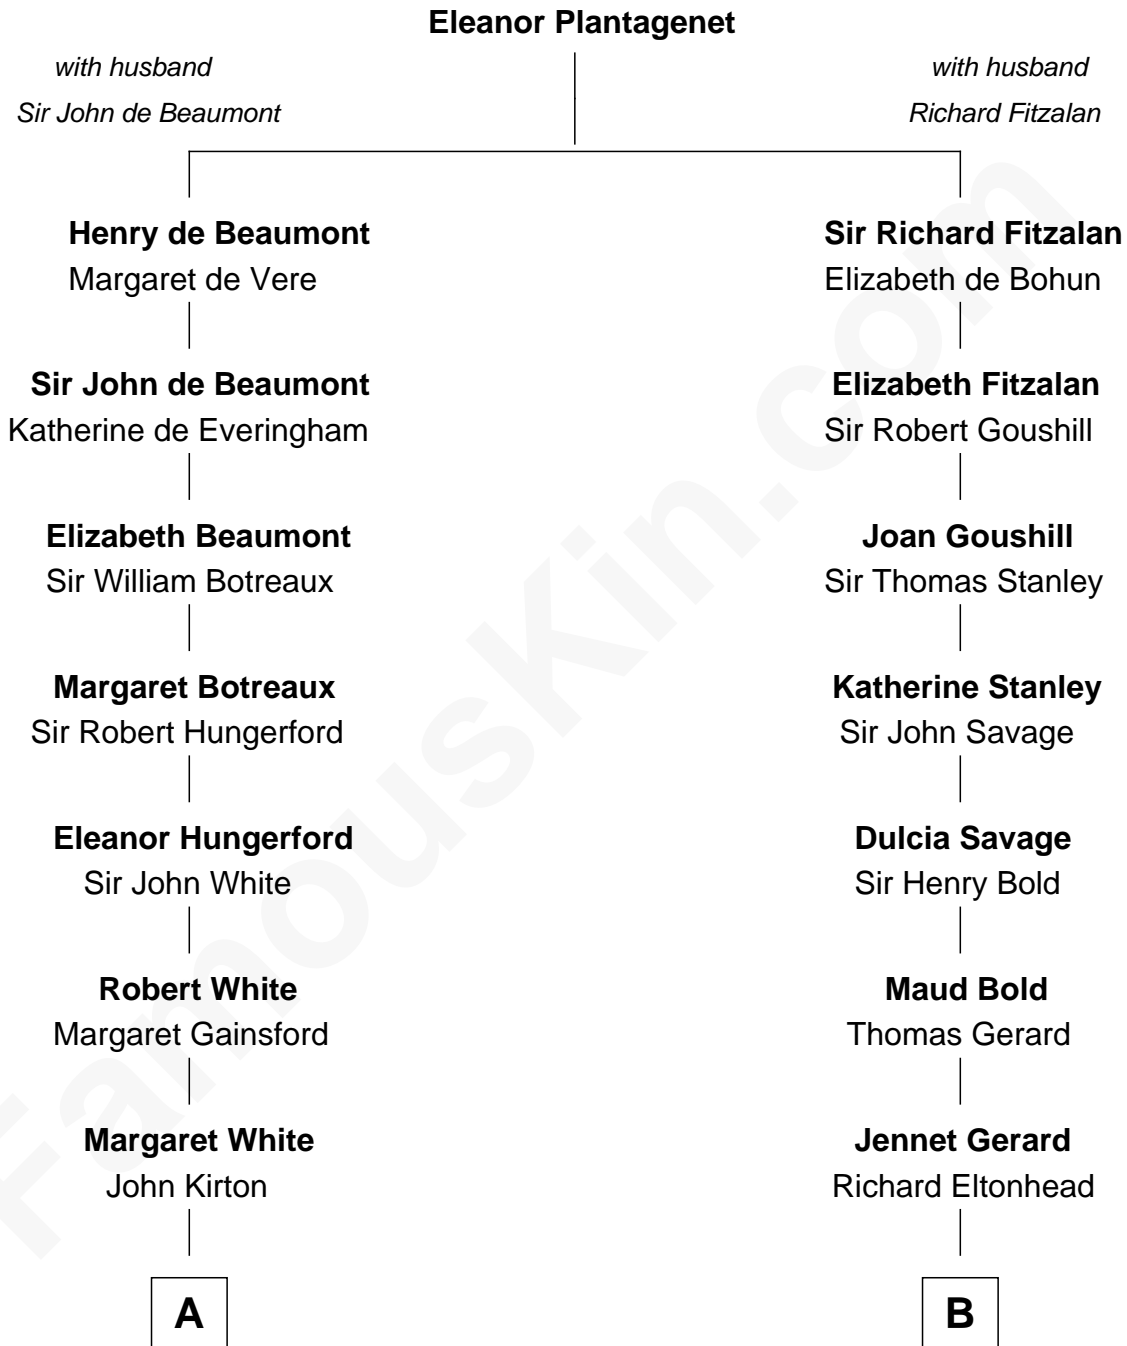 Eleanor Plantagenet
with husband
Sir John de Beaumont
with husband
Richard Fitzalan
Henry de Beaumont
Margaret de Vere
Sir Richard Fitzalan
Elizabeth de Bohun
Sir John de Beaumont
Katherine de Everingham
Elizabeth Fitzalan
Sir Robert Goushill
Elizabeth Beaumont
Sir William Botreaux
Joan Goushill
Sir Thomas Stanley
Margaret Botreaux
Sir Robert Hungerford
Katherine Stanley
Sir John Savage
Eleanor Hungerford
Sir John White
Dulcia Savage
Sir Henry Bold
Robert White
Margaret Gainsford
Maud Bold
Thomas Gerard
Margaret White
John Kirton
Jennet Gerard
Richard Eltonhead
A
B
FamousKin.com